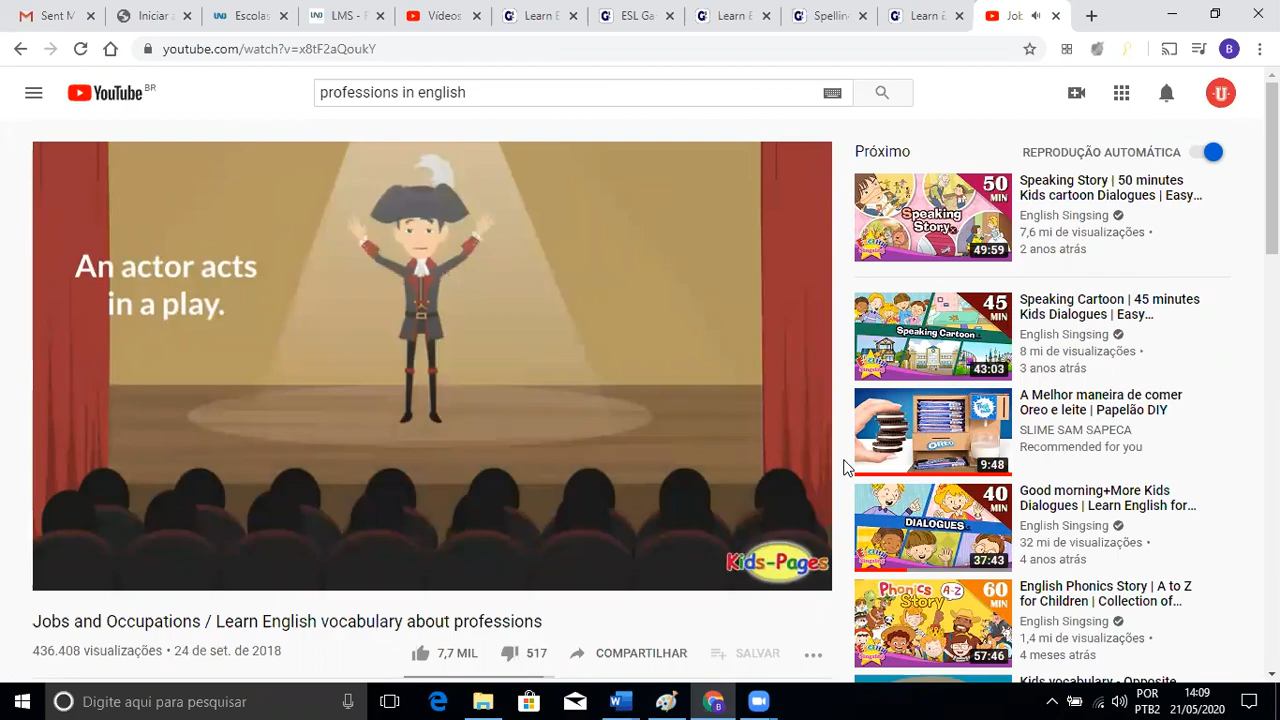 Sent M
Iniciar a
Escolas
LMS - F
Vídeos
Learn E
ESL Ga
Learn E
Spelling
Learn E
Job
youtube.com/watch?v=x8tF2aQoukY
B
YouTube BR
professions in english
An actor acts
in a play.
Kids-Pages
Jobs and Occupations / Learn English vocabulary about professions
436.408 visualizações • 24 de set. de 2018
7,7 MIL
517
COMPARTILHAR
SALVAR
Próximo
REPRODUÇÃO AUTOMÁTICA
50 MIN
Speaking Story
49:59
Speaking Story | 50 minutes
Kids cartoon Dialogues | Easy...
English Singsing
7,6 mi de visualizações •
2 anos atrás
45 MIN
Speaking Cartoon
43:03
Speaking Cartoon | 45 minutes
Kids Dialogues | Easy...
English Singsing
8 mi de visualizações •
3 anos atrás
OREO
9:48
A Melhor maneira de comer
Oreo e leite | Papelão DIY
SLIME SAM SAPECA
Recommended for you
40 MIN
DIALOGUES
37:43
Good morning+More Kids
Dialogues | Learn English for...
English Singsing
32 mi de visualizações •
4 anos atrás
Phonics Story A-Z
60 MIN
57:46
English Phonics Story | A to Z
for Children | Collection of...
English Singsing
1,4 mi de visualizações •
4 meses atrás
Kids vocabulary - Opposite
Digite aqui para pesquisar
POR
PTB2
14:09
21/05/2020